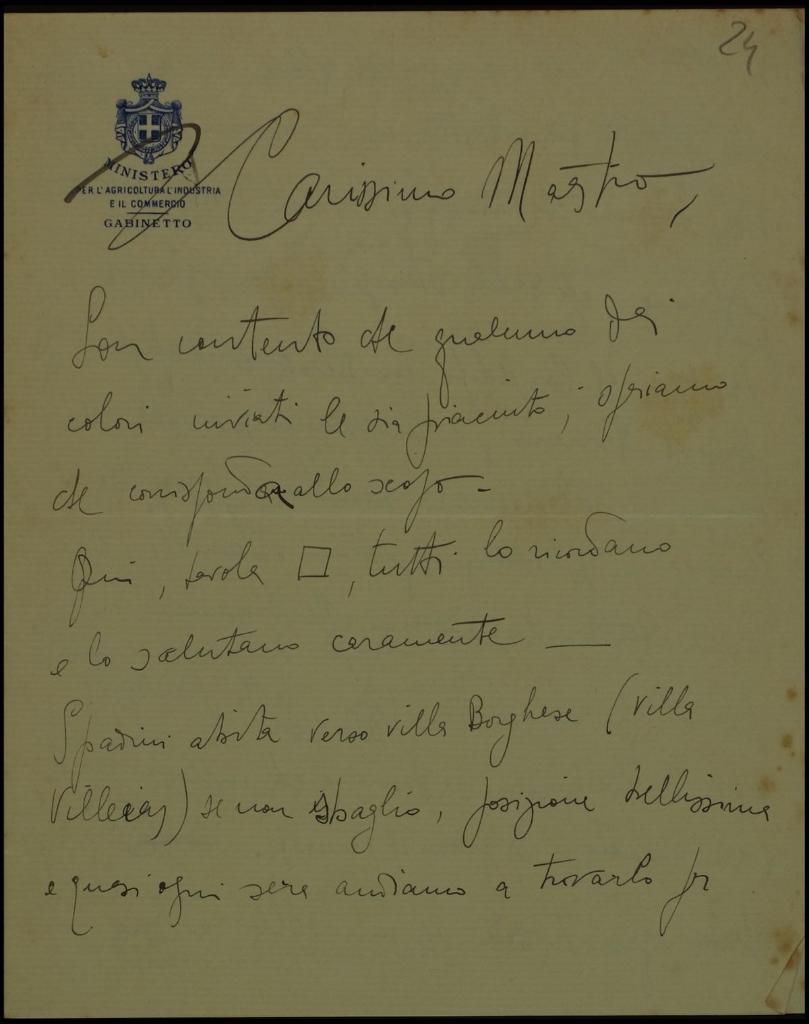 24
MINISTERO
PER L'AGRICOLTURA L'INDUSTRIA
E IL COMMERCIO
GABINETTO
Carissimo Maestro,
Son contento che qualcuno dei
colori inviati le sia piaciuto; speriamo
che corrisponda allo scopo -
Qui, tavola □, tutti lo ricordano
e lo salutano caramente —
Spadini abita verso villa Borghese (villa
) se non sbaglio, posizione bellissima
e quasi ogni sera andiamo a trovarlo per